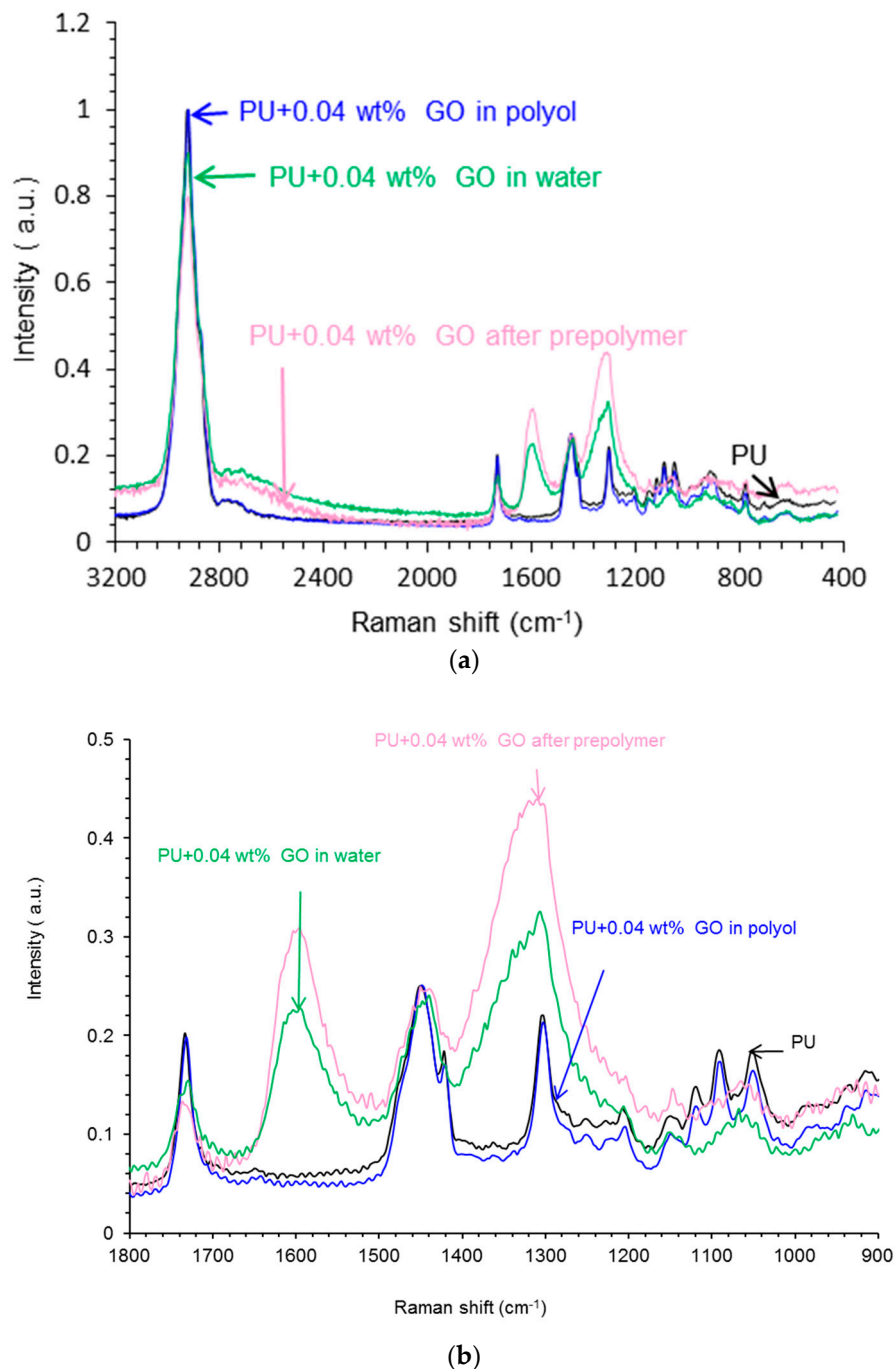 1.2
PU+0.04 wt%  GO in polyol
1
PU+0.04 wt%  GO in water
0.8
Intensity ( a.u.)
0.6
PU+0.04 wt%  GO after prepolymer
0.4
PU
0.2
0
3200 2800 2400 2000 1600 1200 800 400
Raman shift (cm-1)
(a)
0.5
PU+0.04 wt%  GO after prepolymer
0.4
PU+0.04 wt%  GO in water
0.3
PU+0.04 wt%  GO in polyol
Intensity ( a.u.)
0.2
PU
0.1
0
1800 1700 1600 1500 1400 1300 1200 1100 1000 900
Raman shift (cm-1)
(b)